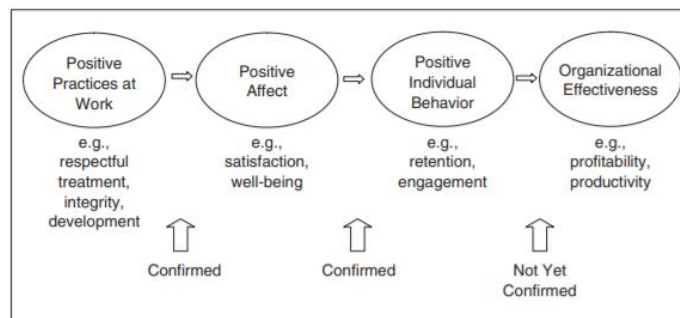 Positive
Practices at
Work
Positive
Affect
Positive
Individual
Behavior
Organizational
Effectiveness
e.g.,
respectful
treatment,
integrity,
development
e.g.,
satisfaction,
well-being
e.g.,
retention,
engagement
e.g.,
profitability,
productivity
Confirmed
Confirmed
Not Yet
Confirmed